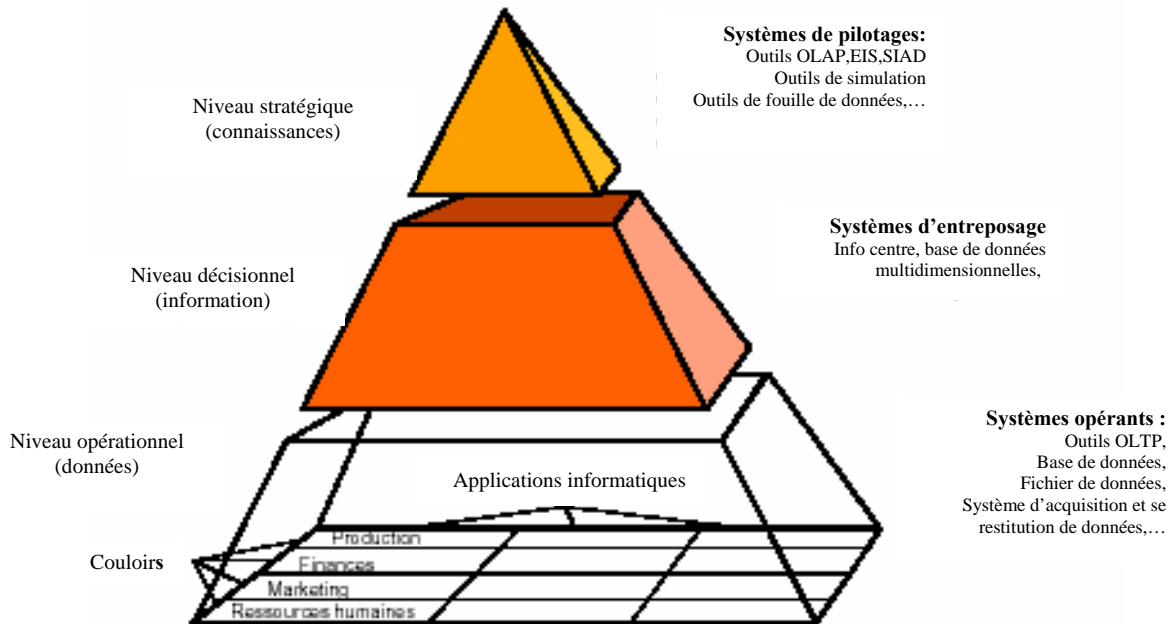 Systèmes de pilotages:
Outils OLAP,EIS,SIAD
Outils de simulation
Outils de fouille de données,…
Niveau stratégique
(connaissances)
Systèmes d’entreposage
Info centre, base de données
multidimensionnelles,
Niveau décisionnel
(information)
Systèmes opérants :
Outils OLTP,
Base de données,
Fichier de données,
Système d’acquisition et se
restitution de données,…
Niveau opérationnel
(données)
Applications informatiques
Couloirs
Production
Finances
Marketing
Ressources humaines